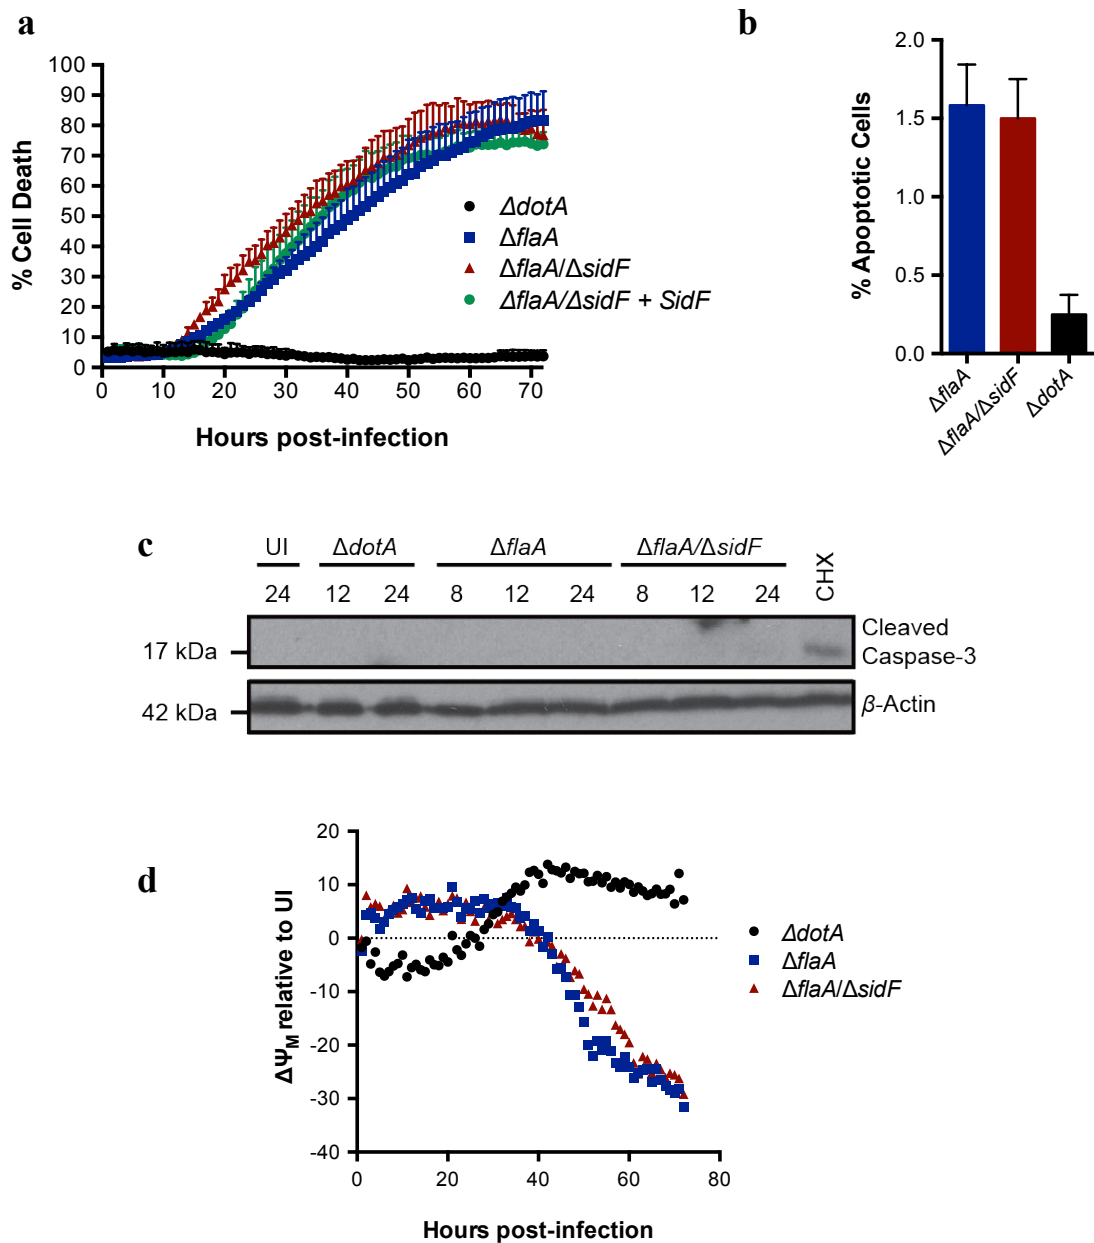 a
% Cell Death
100
90
80
70
60
50
40
30
20
10
0
0 10 20 30 40 50 60 70
Hours post-infection
ΔdotA
ΔflaA
ΔflaA/ΔsidF
ΔflaA/ΔsidF + SidF
b
% Apoptotic Cells
2.0
1.5
1.0
0.5
0.0
ΔflaA
ΔflaA/ΔsidF
ΔdotA
c
UI ΔdotA ΔflaA ΔflaA/ΔsidF CHX
24 12 24 8 12 24 8 12 24
17 kDa
Cleaved
Caspase-3
42 kDa
β-Actin
d
ΔΨM relative to UI
20
10
0
-10
-20
-30
-40
0 20 40 60 80
Hours post-infection
ΔdotA
ΔflaA
ΔflaA/ΔsidF